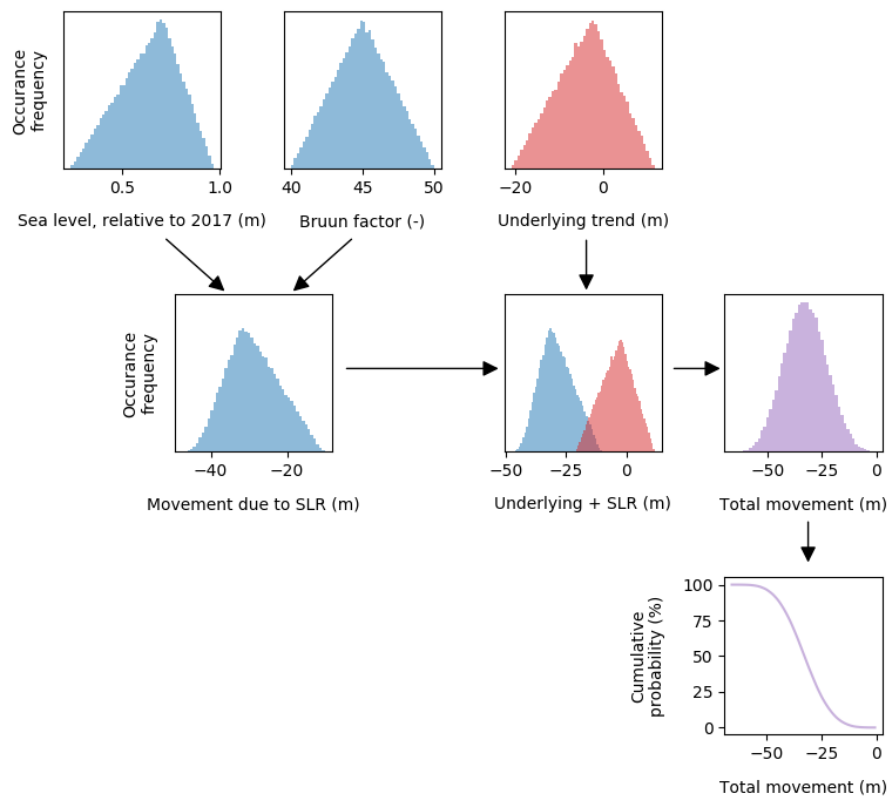 Occurance
frequency
0.5 1.0
40 45 50
−20 0
Sea level, relative to 2017 (m)
Bruun factor (-)
Underlying trend (m)
Occurance
frequency
−40 −20
−50 −25 0
−50 −25 0
Movement due to SLR (m)
Underlying + SLR (m)
Total movement (m)
Cumulative
probability (%)
100
75
50
25
0
−50 −25 0
Total movement (m)